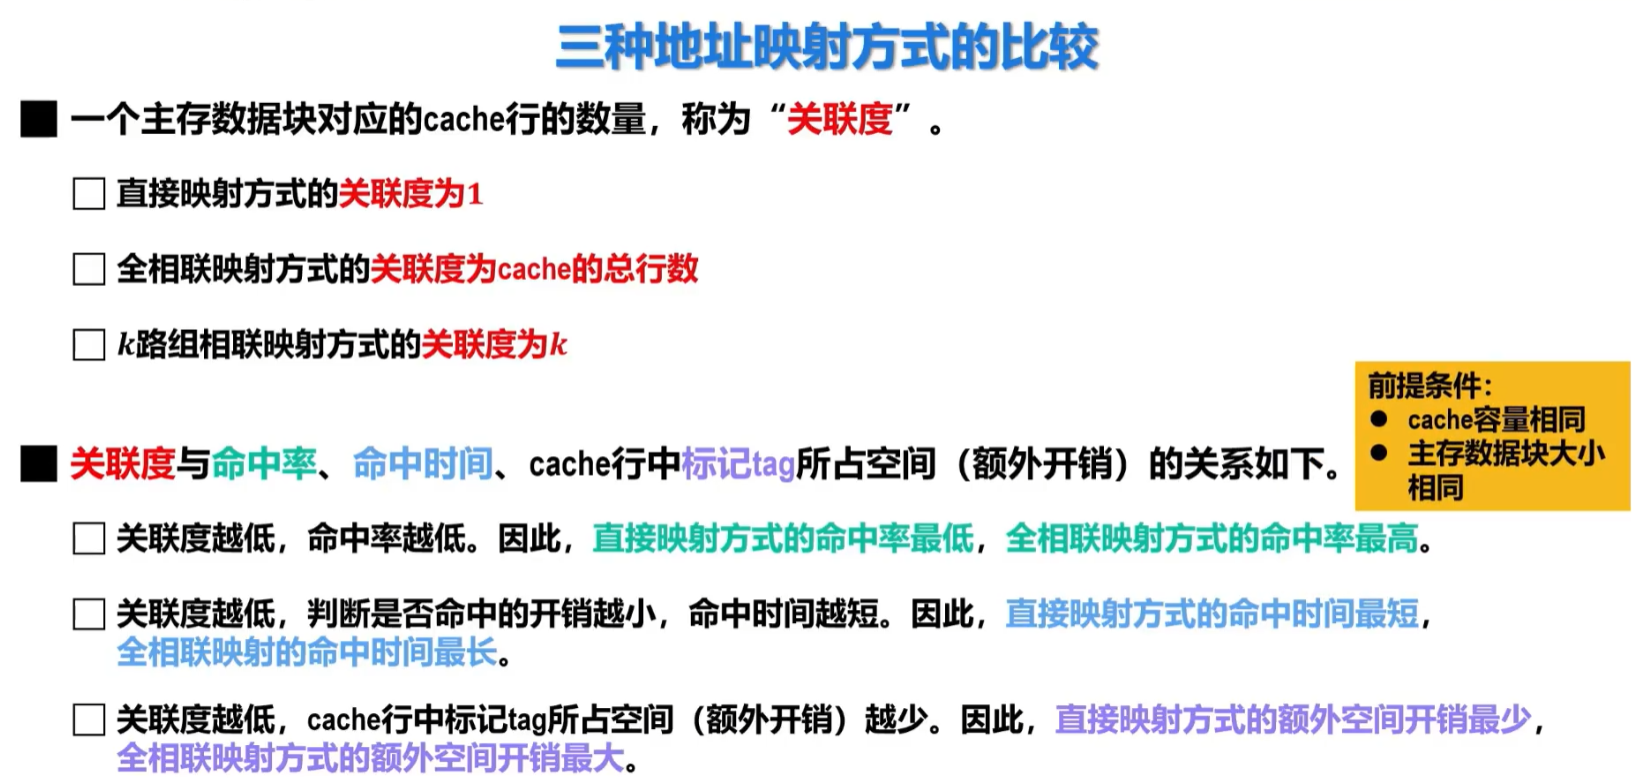 三种地址映射方式的比较
一个主存数据块对应的cache行的数量，称为“关联度”。
直接映射方式的关联度为1
全相联映射方式的关联度为cache的总行数
k路组相联映射方式的关联度为k
前提条件：
cache容量相同
主存数据块大小
相同
关联度与命中率、命中时间、cache行中标记tag所占空间（额外开销）的关系如下。
关联度越低，命中率越低。因此，直接映射方式的命中率最低，全相联映射方式的命中率最高。
关联度越低，判断是否命中的开销越小，命中时间越短。因此，直接映射方式的命中时间最短，
全相联映射的命中时间最长。
关联度越低，cache行中标记tag所占空间（额外开销）越少。因此，直接映射方式的额外空间开销最少，
全相联映射方式的额外空间开销最大。